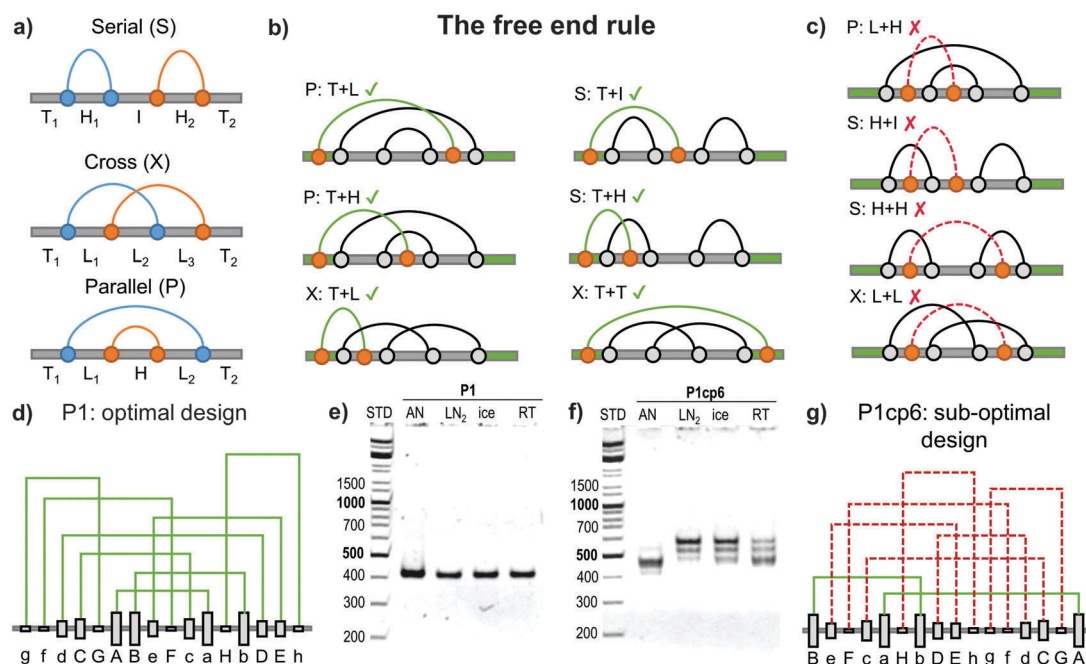 a)
Serial (S)
T1 H1 I H2 T2
Cross (X)
T1 L1 L2 L3 T2
Parallel (P)
T1 L1 H L2 T2
b)
The free end rule
P: T+L ✓
S: T+I ✓
P: T+H ✓
S: T+H ✓
X: T+L ✓
X: T+T ✓
c)
P: L+H ✗
S: H+I ✗
S: H+H ✗
X: L+L ✗
d)
P1: optimal design
g f d C G A B e F c a H b D E h
e)
P1
STD AN LN2 ice RT
1500
1000
700
500
400
300
200
f)
P1cp6
STD AN LN2 ice RT
1500
1000
700
500
400
300
200
g)
P1cp6: sub-optimal
design
B e F c a H b D E h g f d C G A